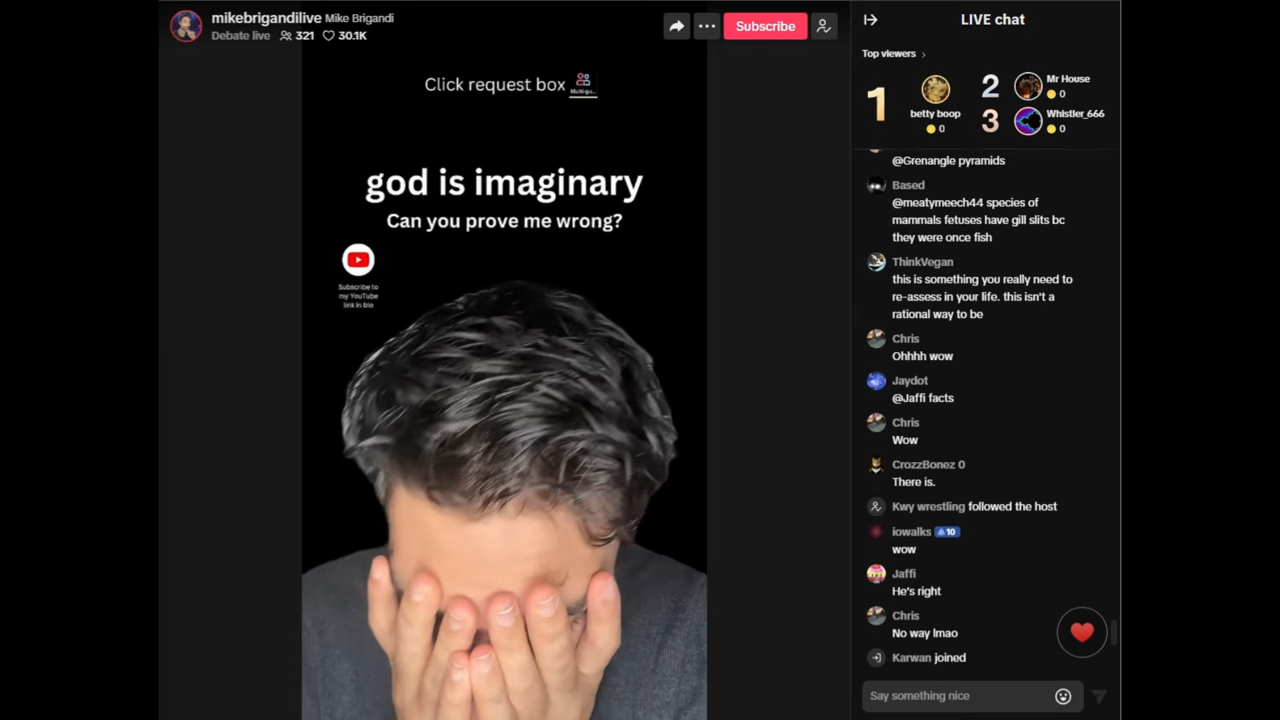 mikebrigandilive Mike Brigandi
Debate live 321 30.1K
Subscribe
Click request box
god is imaginary
Can you prove me wrong?
Subscribe to
my YouTube
link in bio
LIVE chat
Top viewers
1
betty boop
0
2
Mr House
0
3
Whistler_666
0
@Grenangle pyramids
Based
@meatymeech44 species of
mammals fetuses have gill slits bc
they were once fish
ThinkVegan
this is something you really need to
re-assess in your life. this isn't a
rational way to be
Chris
Ohhhh wow
Jaydot
@Jaffi facts
Chris
Wow
CrozzBonez 0
There is.
Kwy wrestling followed the host
iowalks 10
wow
Jaffi
He's right
Chris
No way lmao
Karwan joined
Say something nice